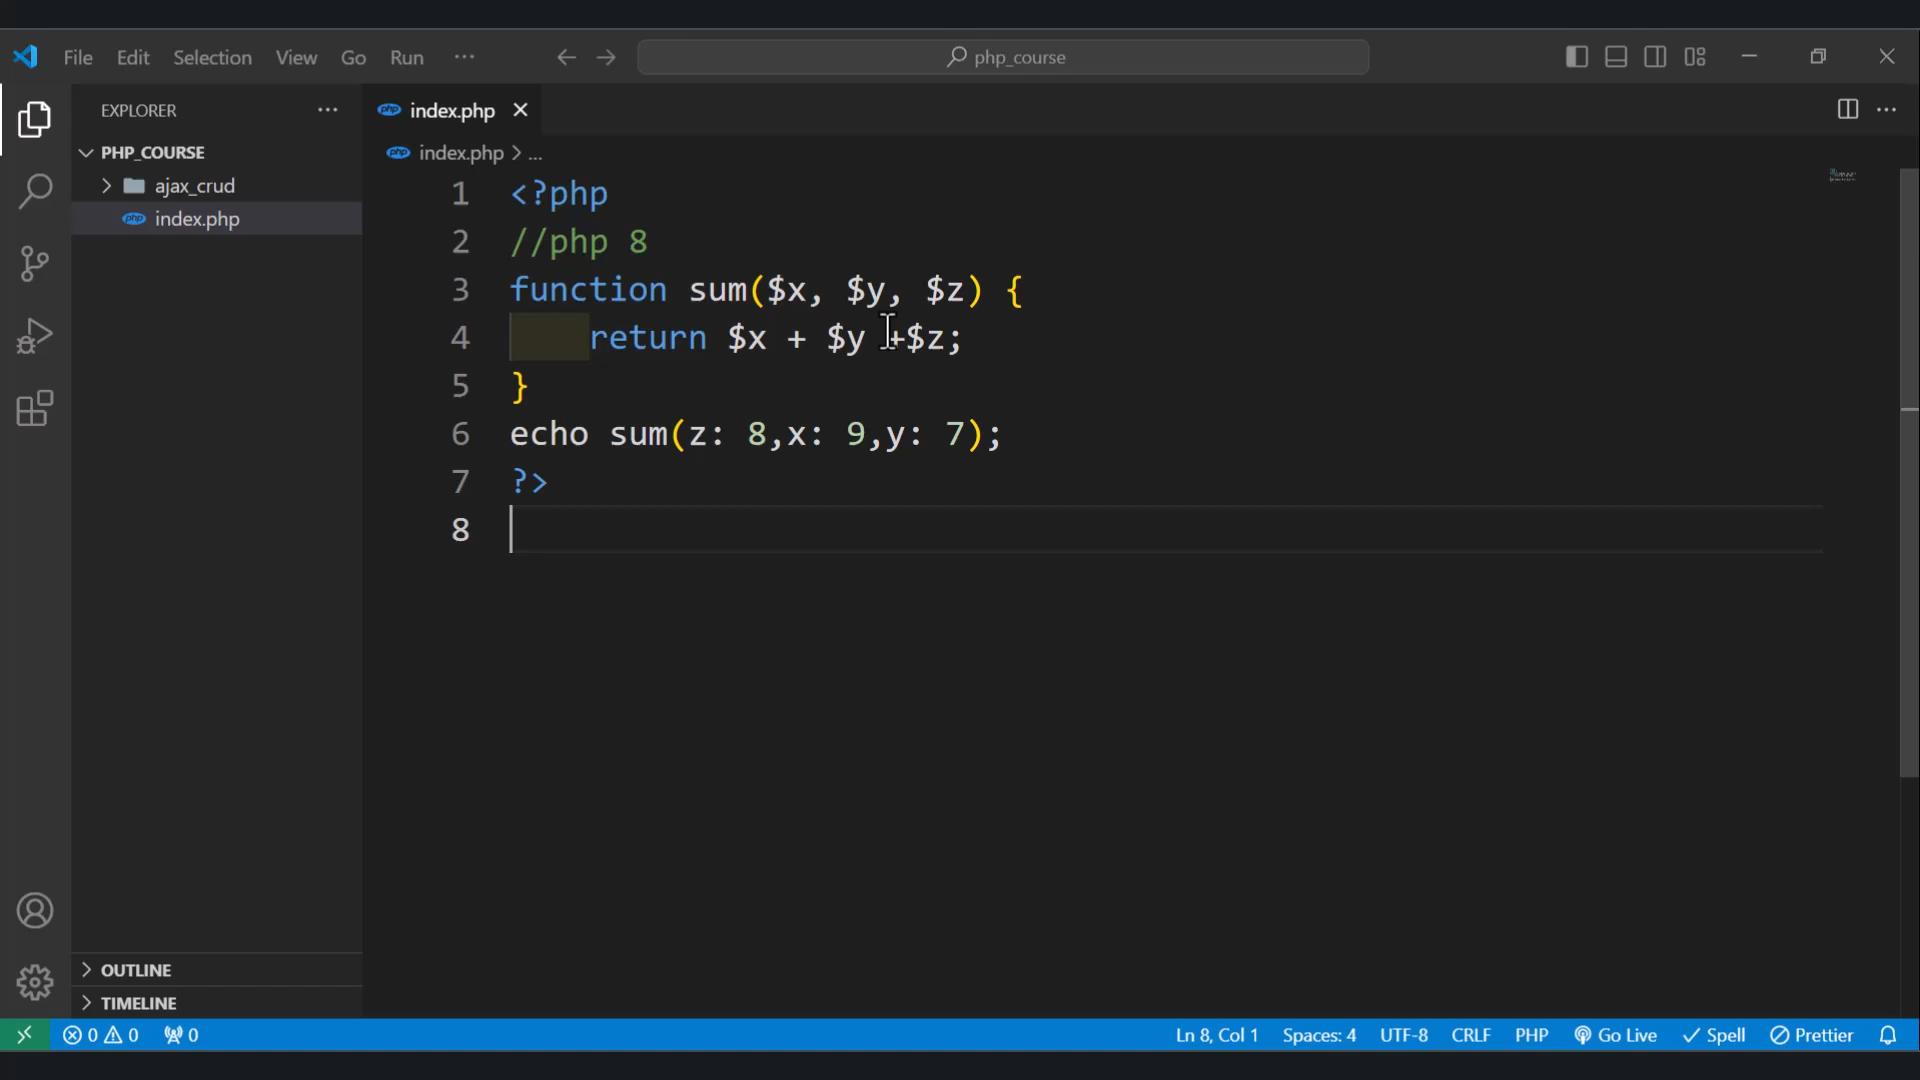 File Edit Selection View Go Run ··· php_course
EXPLORER ···
index.php
PHP_COURSE
index.php > ...
ajax_crud
index.php
1 <?php
2 //php 8
3 function sum($x, $y, $z) {
4 return $x + $y +$z;
5 }
6 echo sum(z: 8,x: 9,y: 7);
7 ?>
8
OUTLINE
TIMELINE
0 0 0 Ln 8, Col 1 Spaces: 4 UTF-8 CRLF PHP Go Live Spell Prettier